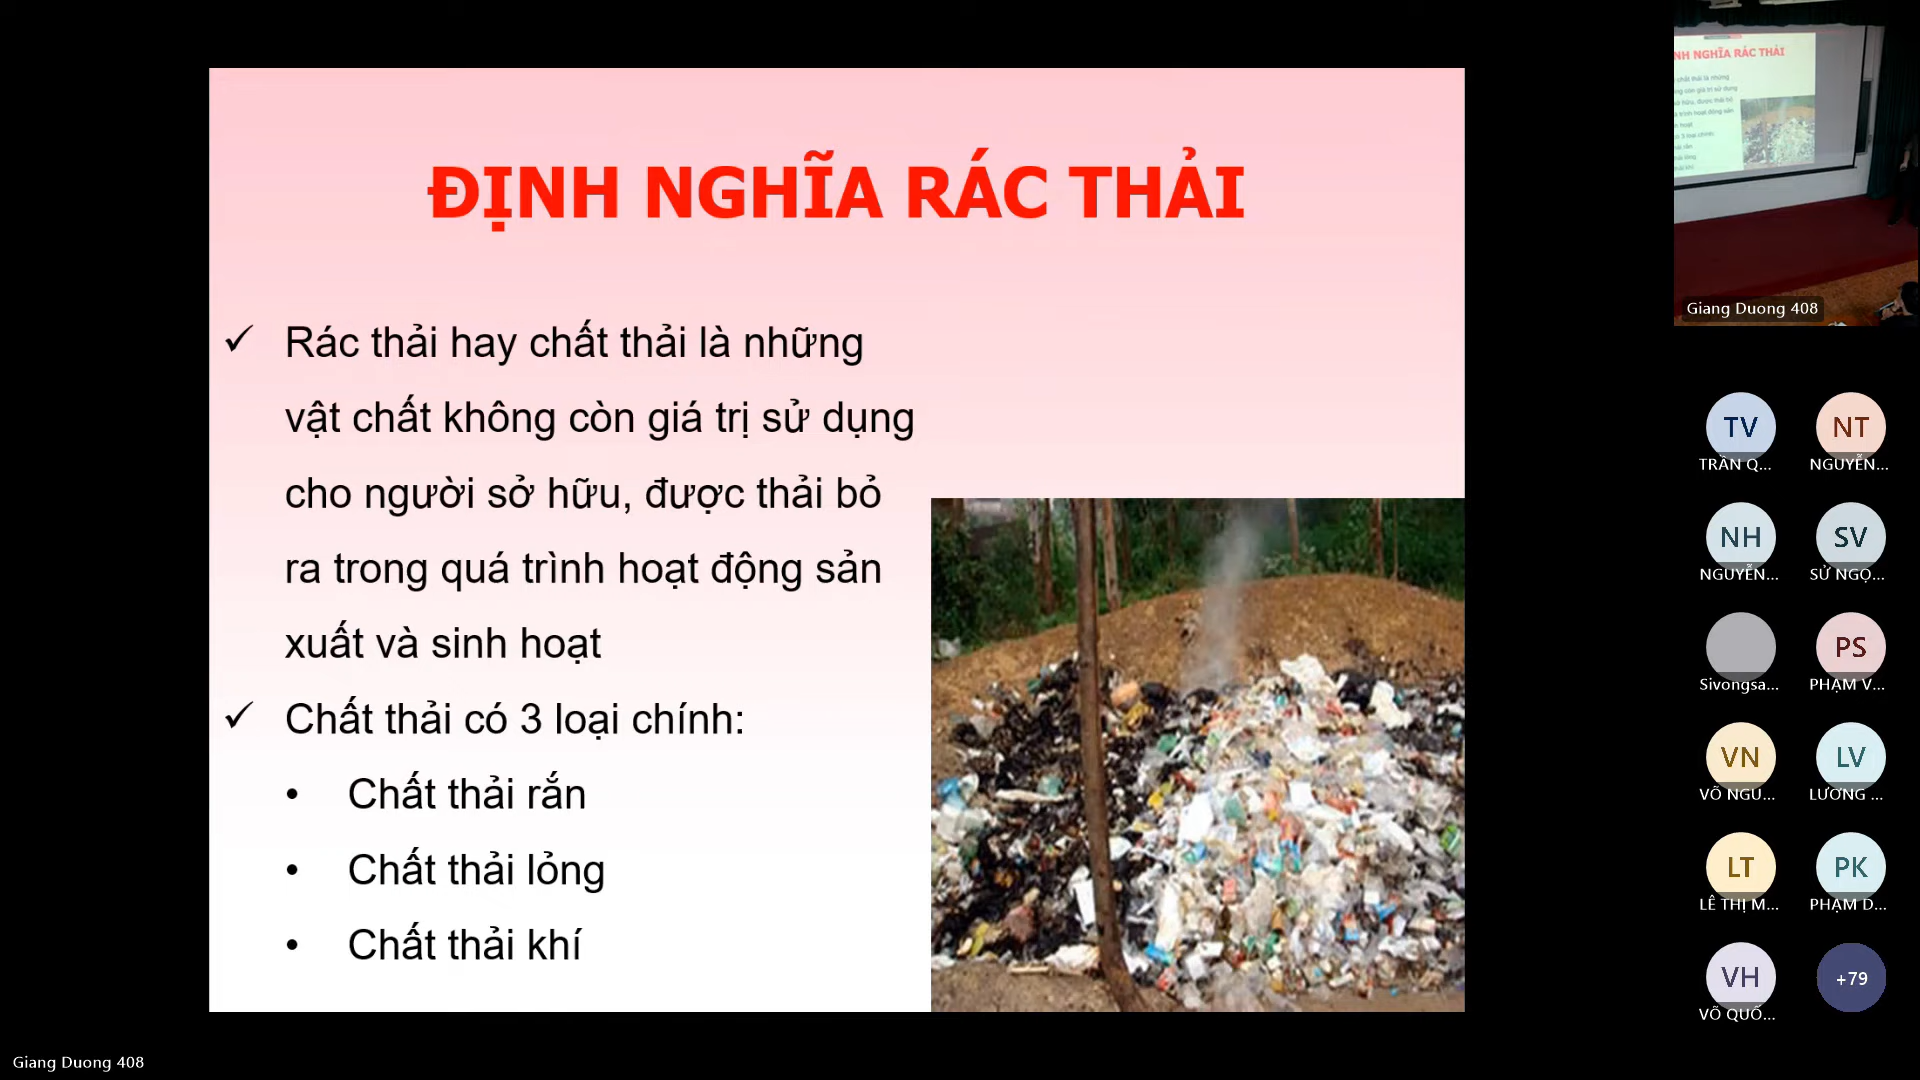 ĐỊNH NGHĨA RÁC THẢI
✓ Rác thải hay chất thải là những
vật chất không còn giá trị sử dụng
cho người sở hữu, được thải bỏ
ra trong quá trình hoạt động sản
xuất và sinh hoạt
✓ Chất thải có 3 loại chính:
• Chất thải rắn
• Chất thải lỏng
• Chất thải khí
NH NGHĨA RÁC THẢI
Giang Duong 408
TV
TRẦN Q...
NT
NGUYỄN...
NH
NGUYỄN...
SV
SỬ NGỌ...
Sivongsa...
PS
PHẠM V...
VN
VÕ NGU...
LV
LƯƠNG ...
LT
LÊ THỊ M...
PK
PHẠM D...
VH
VÕ QUỐ...
+79
Giang Duong 408